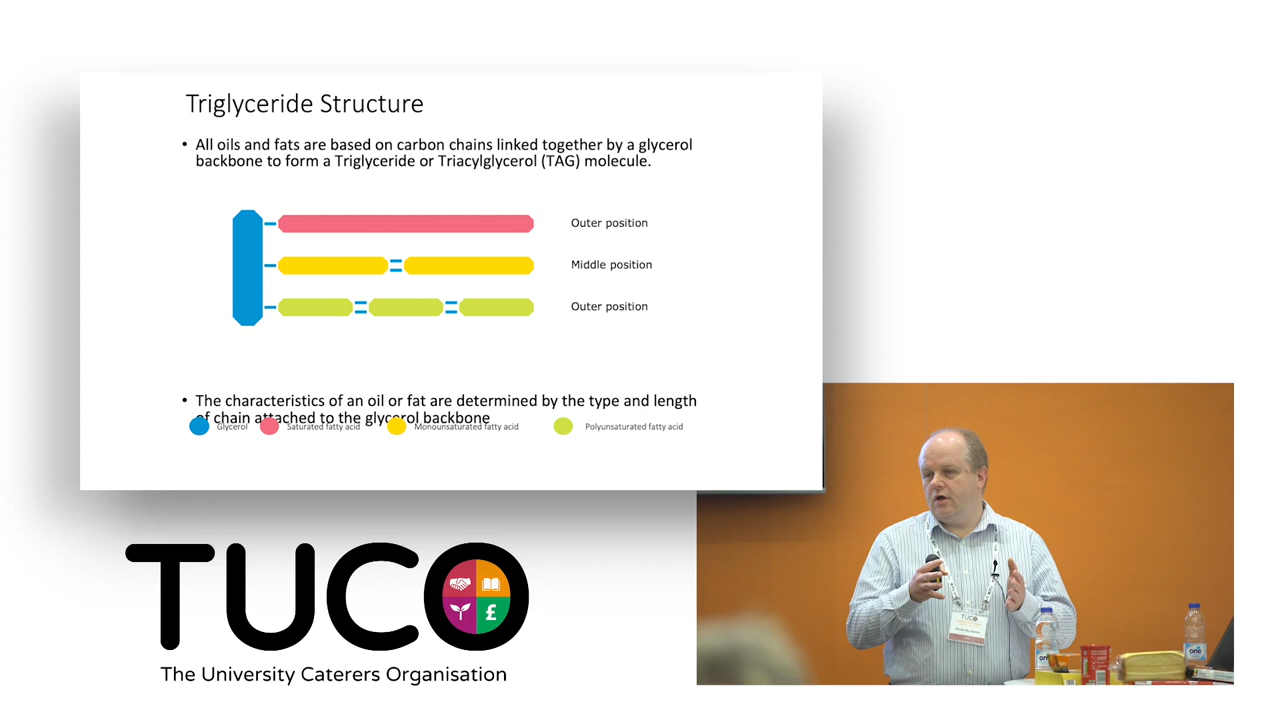 Triglyceride Structure
• All oils and fats are based on carbon chains linked together by a glycerol
backbone to form a Triglyceride or Triacylglycerol (TAG) molecule.
Outer position
Middle position
Outer position
• The characteristics of an oil or fat are determined by the type and length
of chain attached to the glycerol backbone
Glycerol Saturated fatty acid Monounsaturated fatty acid Polyunsaturated fatty acid
TUCO
£
The University Caterers Organisation
TUCO
one
one